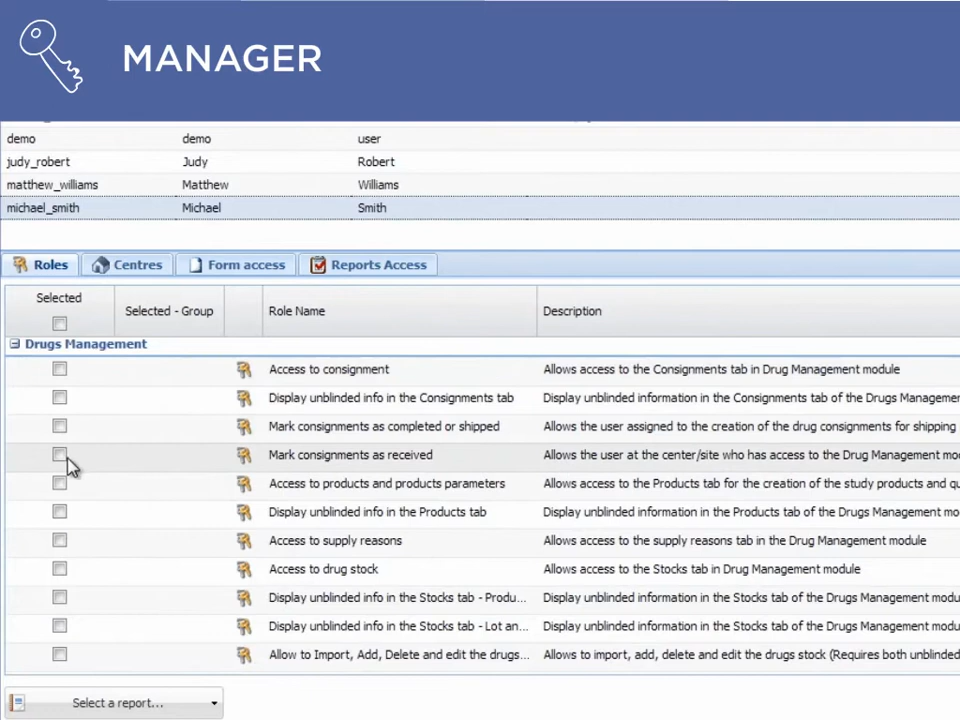 MANAGER
demo demo user
judy_robert Judy Robert
matthew_williams Matthew Williams
michael_smith Michael Smith
Roles Centres Form access Reports Access
Selected Selected - Group Role Name Description
Drugs Management
Access to consignment Allows access to the Consignments tab in Drug Management module
Display unblinded info in the Consignments tab Display unblinded information in the Consignments tab of the Drugs Managemer
Mark consignments as completed or shipped Allows the user assigned to the creation of the drug consignments for shipping
Mark consignments as received Allows the user at the center/site who has access to the Drug Management mo
Access to products and products parameters Allows access to the Products tab for the creation of the study products and qu
Display unblinded info in the Products tab Display unblinded information in the Products tab of the Drugs Management mo
Access to supply reasons Allows access to the supply reasons tab in the Drug Management module
Access to drug stock Allows access to the Stocks tab in Drug Management module
Display unblinded info in the Stocks tab - Produ... Display unblinded information in the Stocks tab of the Drugs Management modu
Display unblinded info in the Stocks tab - Lot an... Display unblinded information in the Stocks tab of the Drugs Management modu
Allow to Import, Add, Delete and edit the drugs... Allows to import, add, delete and edit the drugs stock (Requires both unblinded
Select a report...